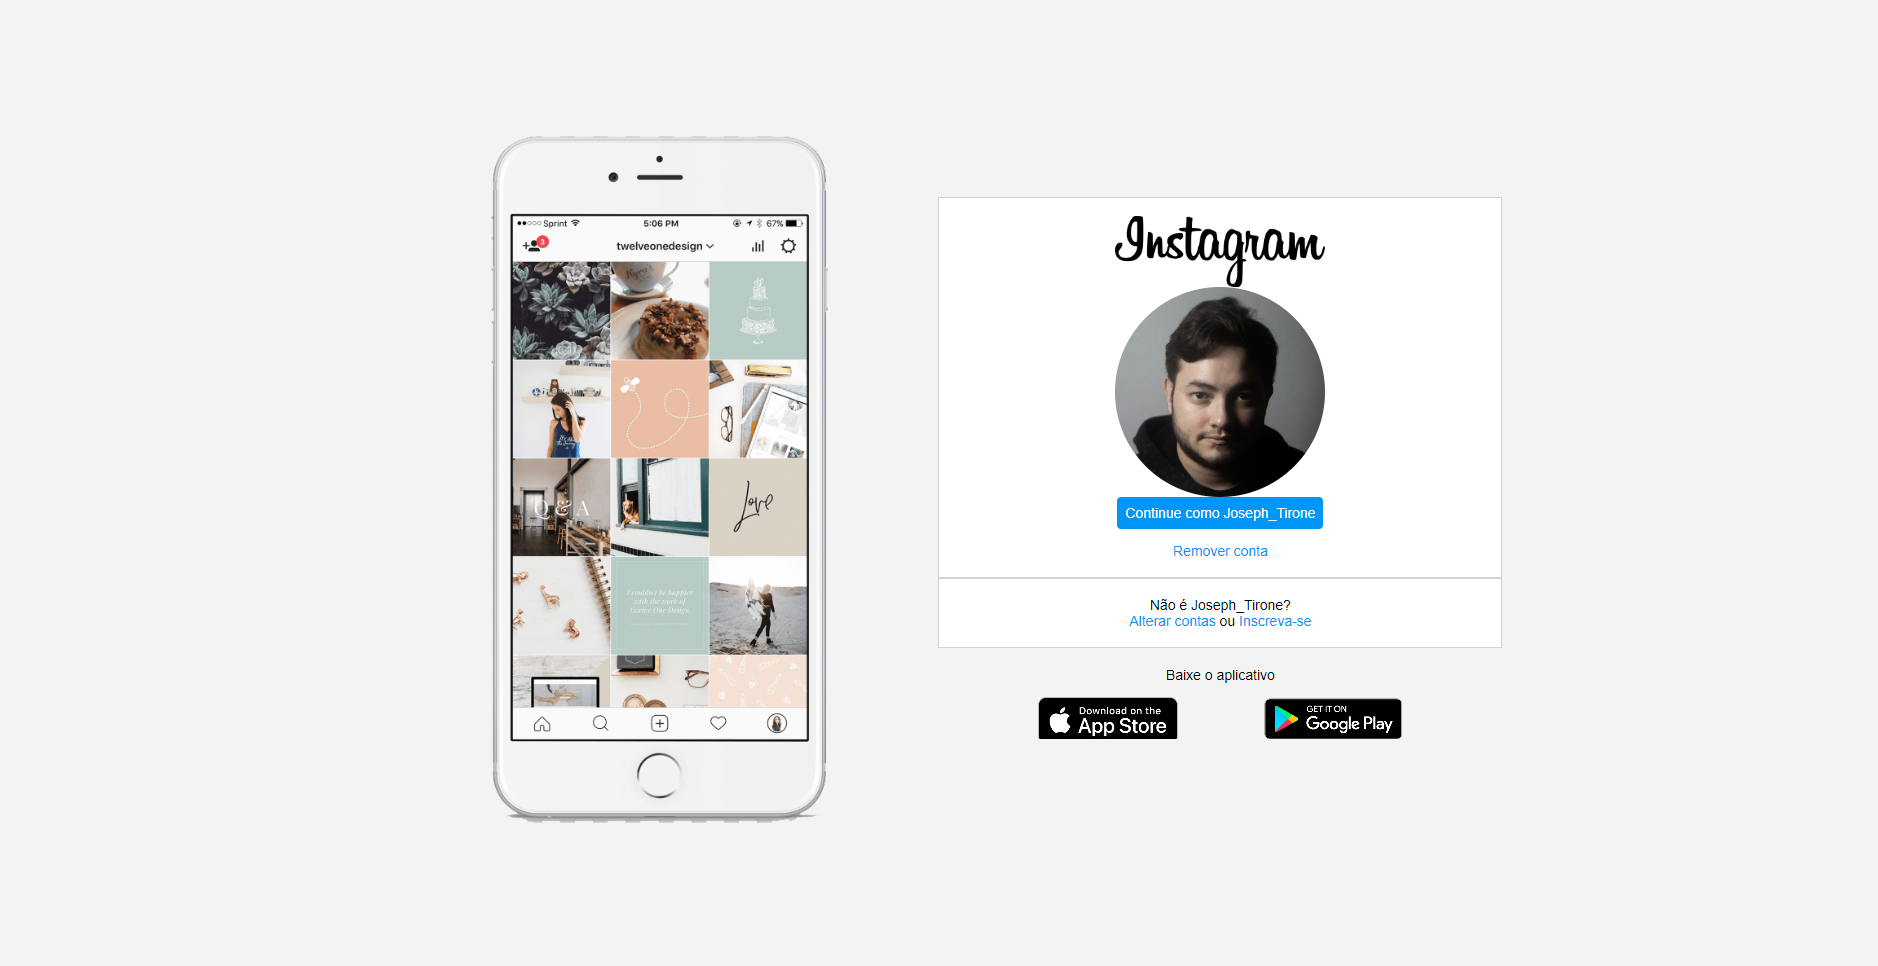 Sprint
5:06 PM
67%
3
twelveonedesign
Q & A
Love
I couldn't be happier
with the work of
Twelve One Design.
Instagram
Continue como Joseph_Tirone
Remover conta
Não é Joseph_Tirone?
Alterar contas ou Inscreva-se
Baixe o aplicativo
Download on the
App Store
GET IT ON
Google Play